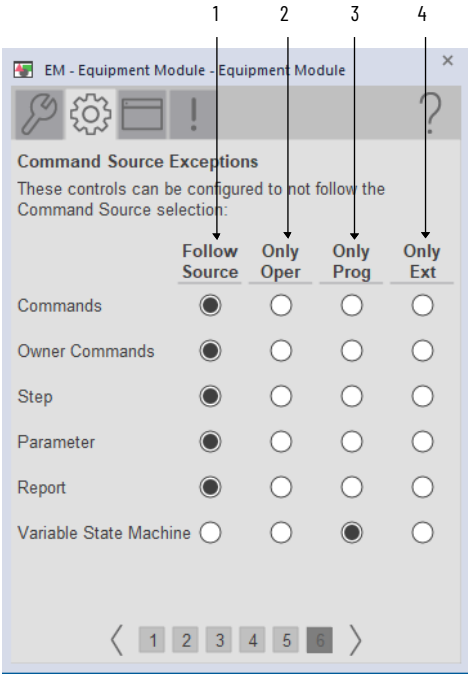 1 2 3 4
EM - Equipment Module - Equipment Module ×
! ?
Command Source Exceptions
These controls can be configured to not follow the
Command Source selection:
Follow Only Only Only
Source Oper Prog Ext
Commands
Owner Commands
Step
Parameter
Report
Variable State Machine
1 2 3 4 5 6